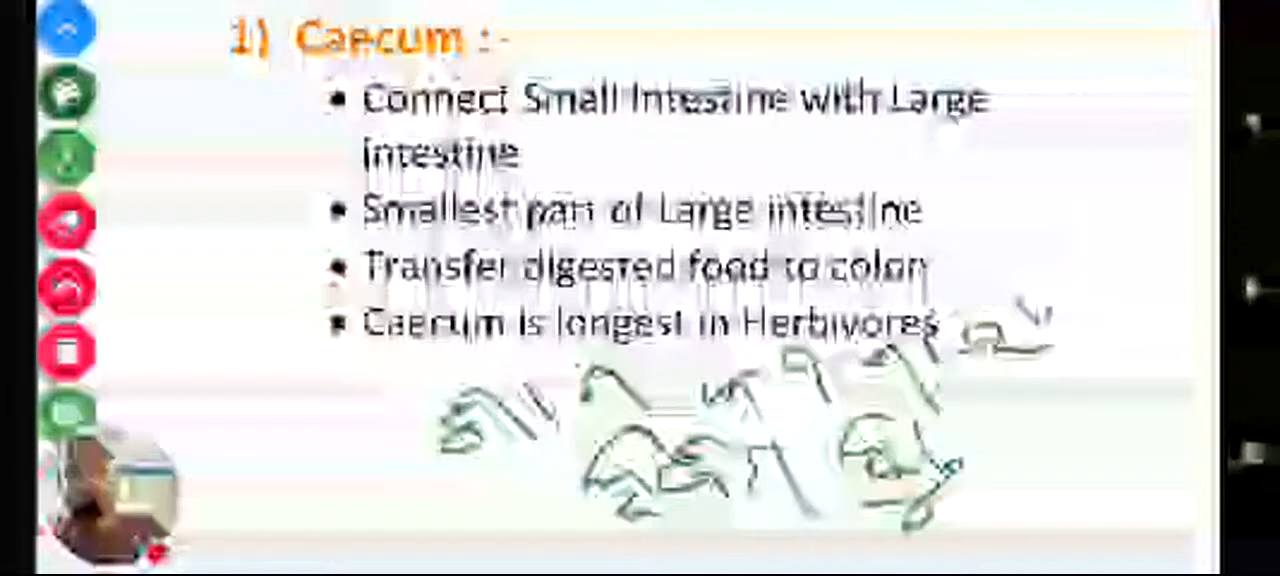 1) Caecum :-
• Connect Small Intestine with Large
intestine
• Smallest part of Large intestine
• Transfer digested food to colon
• Caecum is longest in Herbivores